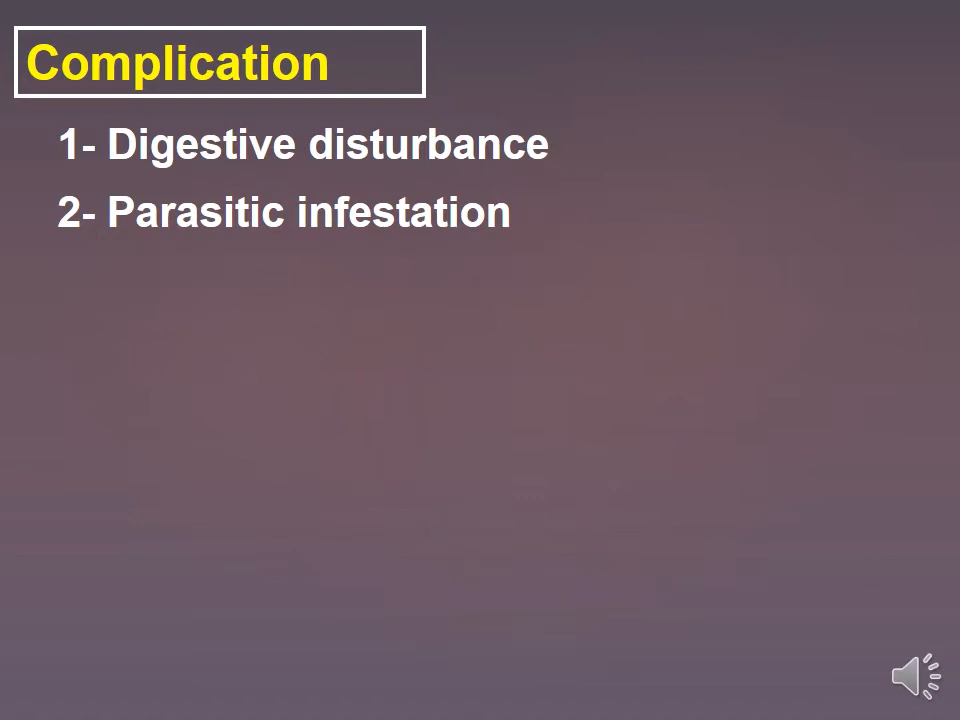 Complication
1- Digestive disturbance
2- Parasitic infestation